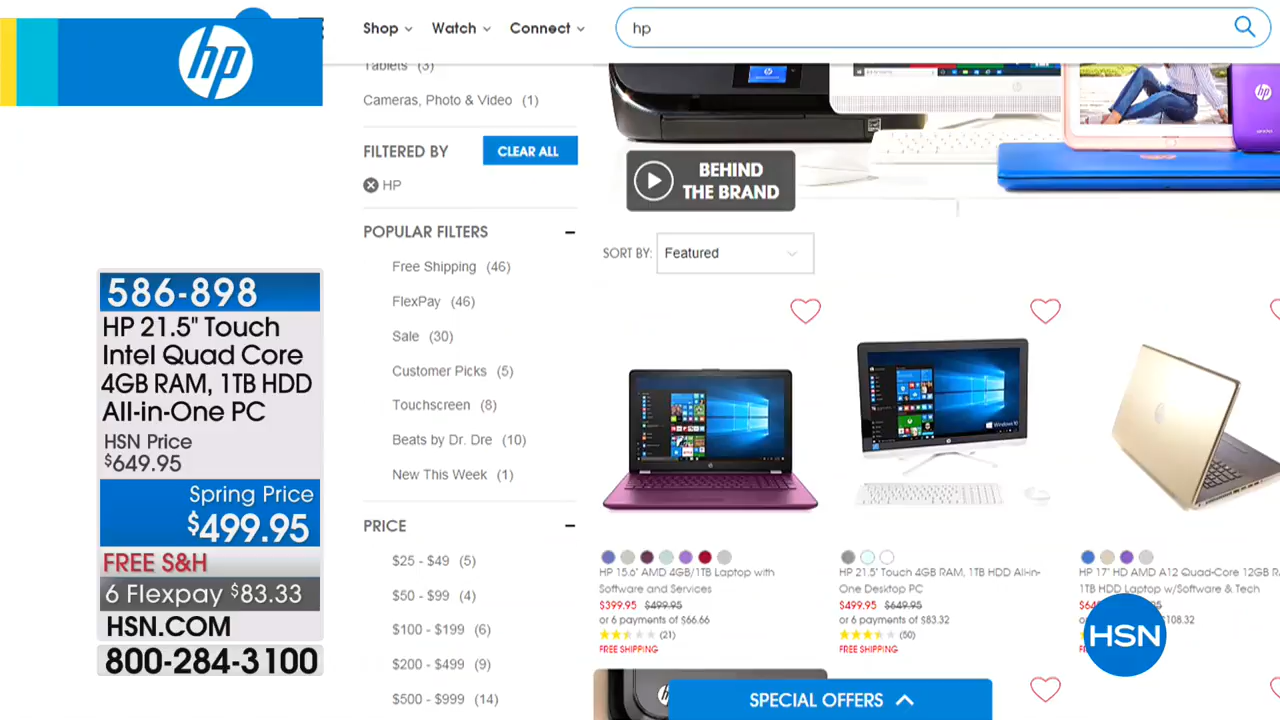 hp
Shop
Watch
Connect
hp
Tablets (3)
Cameras, Photo & Video (1)
FILTERED BY
CLEAR ALL
HP
POPULAR FILTERS
Free Shipping (46)
FlexPay (46)
Sale (30)
Customer Picks (5)
Touchscreen (8)
Beats by Dr. Dre (10)
New This Week (1)
PRICE
$25 - $49 (5)
$50 - $99 (4)
$100 - $199 (6)
$200 - $499 (9)
$500 - $999 (14)
586-898
HP 21.5" Touch
Intel Quad Core
4GB RAM, 1TB HDD
All-in-One PC
HSN Price
$649.95
Spring Price
$499.95
FREE S&H
6 Flexpay $83.33
HSN.COM
800-284-3100
hp
BEHIND
THE BRAND
SORT BY:
Featured
Windows 10
HP 15.6" AMD 4GB/1TB Laptop with
Software and Services
$399.95 $499.95
or 6 payments of $66.66
(21)
FREE SHIPPING
HP 21.5" Touch 4GB RAM, 1TB HDD All-in-
One Desktop PC
$499.95 $649.95
or 6 payments of $83.32
(50)
FREE SHIPPING
HP 17" HD AMD A12 Quad-Core 12GB RA
1TB HDD Laptop w/Software & Tech
$108.32
HSN
SPECIAL OFFERS